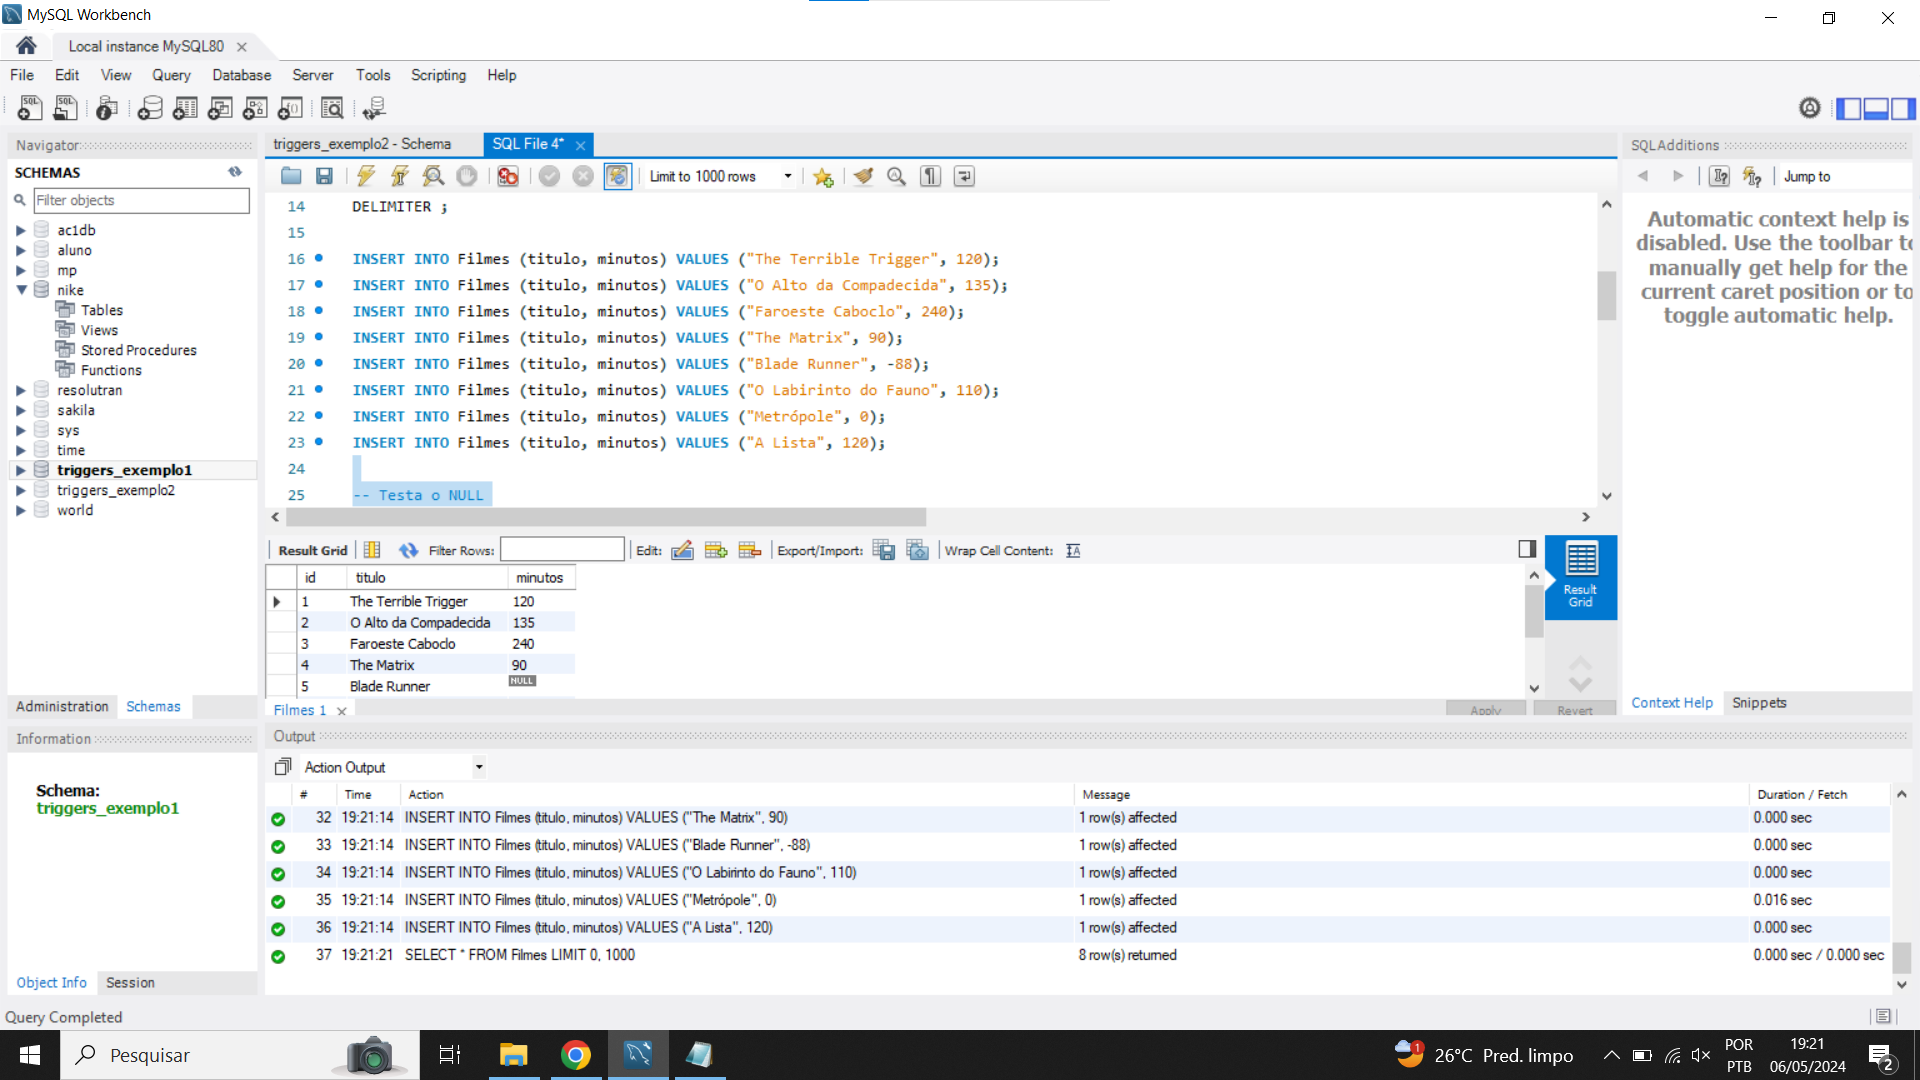 MySQL Workbench
Local instance MySQL80
File Edit View Query Database Server Tools Scripting Help
Navigator
SCHEMAS
Filter objects
ac1db
aluno
mp
nike
Tables
Views
Stored Procedures
Functions
resolutran
sakila
sys
time
triggers_exemplo1
triggers_exemplo2
world
Administration Schemas
Information
Schema:
triggers_exemplo1
Object Info Session
triggers_exemplo2 - Schema SQL File 4*
Limit to 1000 rows
14 DELIMITER ;
15
16 INSERT INTO Filmes (titulo, minutos) VALUES ("The Terrible Trigger", 120);
17 INSERT INTO Filmes (titulo, minutos) VALUES ("O Alto da Compadecida", 135);
18 INSERT INTO Filmes (titulo, minutos) VALUES ("Faroeste Caboclo", 240);
19 INSERT INTO Filmes (titulo, minutos) VALUES ("The Matrix", 90);
20 INSERT INTO Filmes (titulo, minutos) VALUES ("Blade Runner", -88);
21 INSERT INTO Filmes (titulo, minutos) VALUES ("O Labirinto do Fauno", 110);
22 INSERT INTO Filmes (titulo, minutos) VALUES ("Metrópole", 0);
23 INSERT INTO Filmes (titulo, minutos) VALUES ("A Lista", 120);
24
25 -- Testa o NULL
Result Grid Filter Rows: Edit: Export/Import: Wrap Cell Content:
id titulo minutos
1 The Terrible Trigger 120
2 O Alto da Compadecida 135
3 Faroeste Caboclo 240
4 The Matrix 90
5 Blade Runner NULL
Result
Grid
Filmes 1 Apply Revert
SQLAdditions
Jump to
Automatic context help is
disabled. Use the toolbar to
manually get help for the
current caret position or to
toggle automatic help.
Context Help Snippets
Output
Action Output
# Time Action Message Duration / Fetch
32 19:21:14 INSERT INTO Filmes (titulo, minutos) VALUES ("The Matrix", 90) 1 row(s) affected 0.000 sec
33 19:21:14 INSERT INTO Filmes (titulo, minutos) VALUES ("Blade Runner", -88) 1 row(s) affected 0.000 sec
34 19:21:14 INSERT INTO Filmes (titulo, minutos) VALUES ("O Labirinto do Fauno", 110) 1 row(s) affected 0.000 sec
35 19:21:14 INSERT INTO Filmes (titulo, minutos) VALUES ("Metrópole", 0) 1 row(s) affected 0.016 sec
36 19:21:14 INSERT INTO Filmes (titulo, minutos) VALUES ("A Lista", 120) 1 row(s) affected 0.000 sec
37 19:21:21 SELECT * FROM Filmes LIMIT 0, 1000 8 row(s) returned 0.000 sec / 0.000 sec
Query Completed
Pesquisar
1 26°C Pred. limpo
POR
PTB
19:21
06/05/2024
2